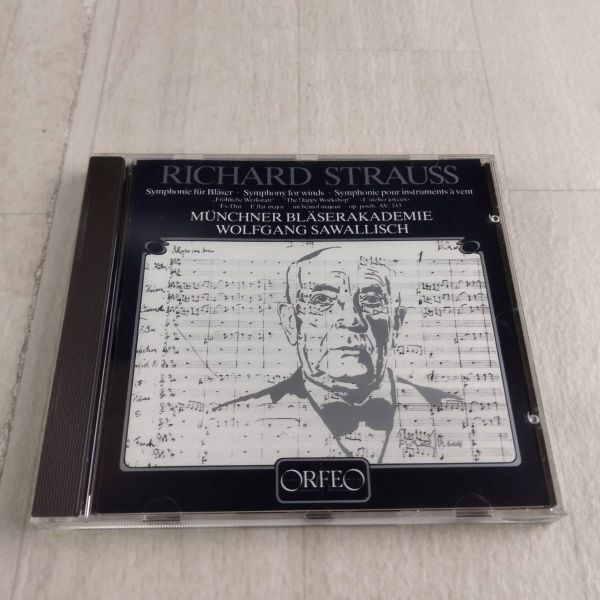 RICHARD STRAUSS
Symphonie für Bläser · Symphony for winds · Symphonie pour instruments à vent
„Fröhliche Werkstatt“ · "The Happy Workshop" · «L'atelier joyeux»
Es-Dur · E flat major · mi bémol majeur · op. posth. AV. 143
MÜNCHNER BLÄSERAKADEMIE
WOLFGANG SAWALLISCH
ORFEO